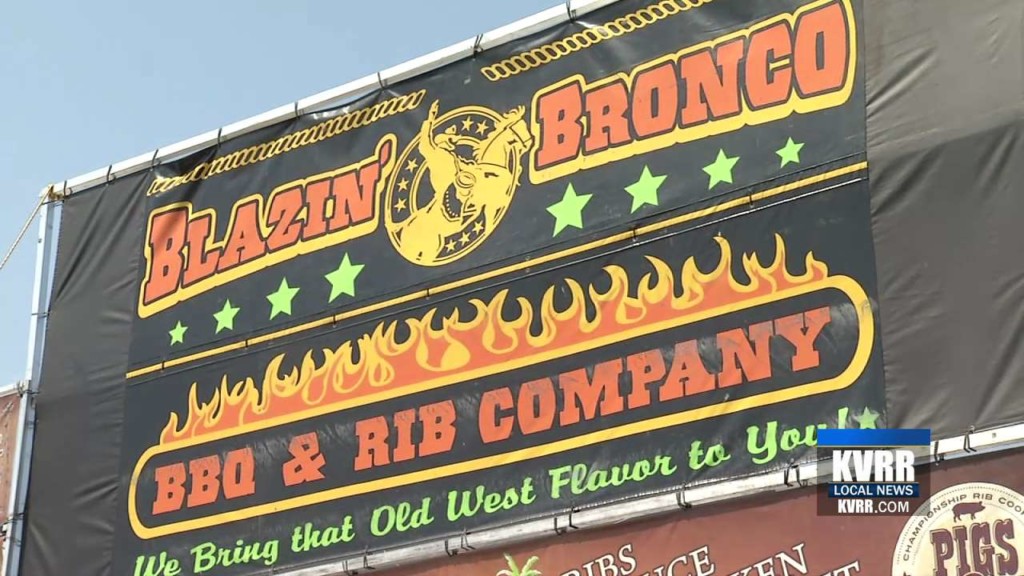 BLAZIN' BRONCO
BBQ & RIB COMPANY
We Bring that Old West Flavor to You!
KVRR
LOCAL NEWS
KVRR.COM
CHAMPIONSHIP RIB
PIGS
RIBS